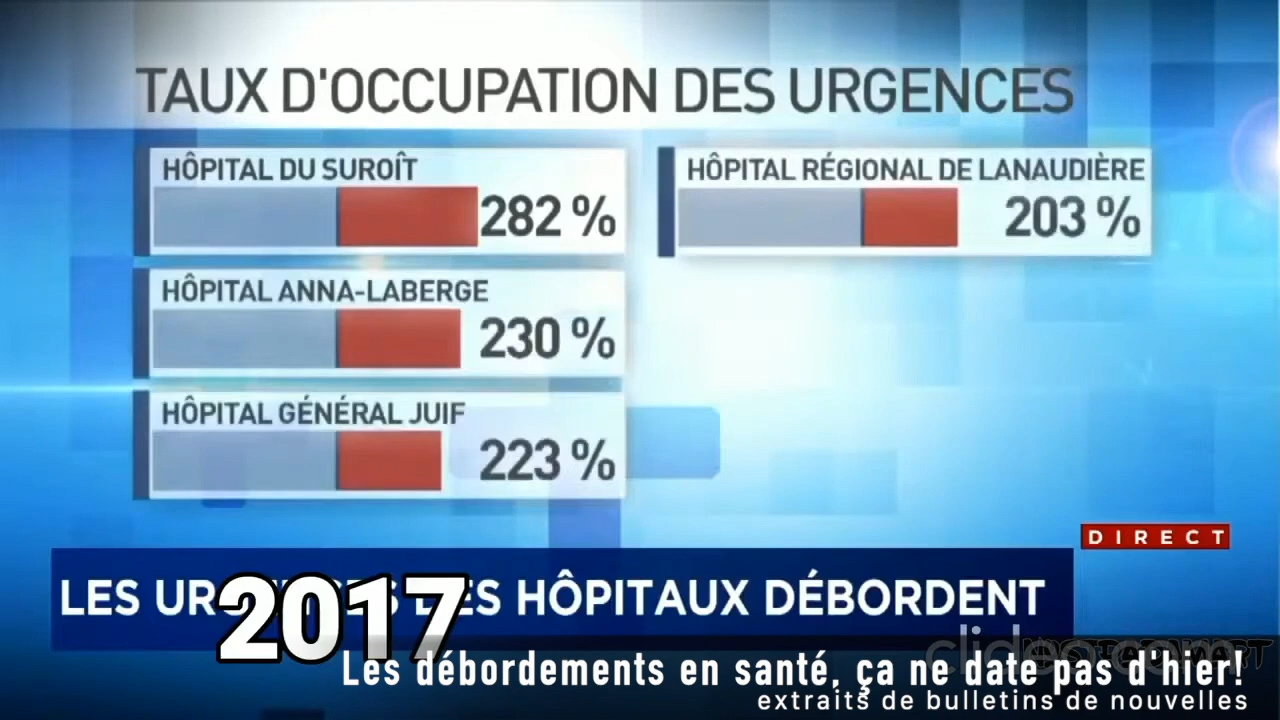 TAUX D'OCCUPATION DES URGENCES
HÔPITAL DU SUROÎT
282 %
HÔPITAL ANNA-LABERGE
230 %
HÔPITAL GÉNÉRAL JUIF
223 %
HÔPITAL RÉGIONAL DE LANAUDIÈRE
203 %
DIRECT
LES DES HÔPITAUX DÉBORDENT
2017
Les débordements en santé, ça ne date pas d'hier!
extraits de bulletins de nouvelles